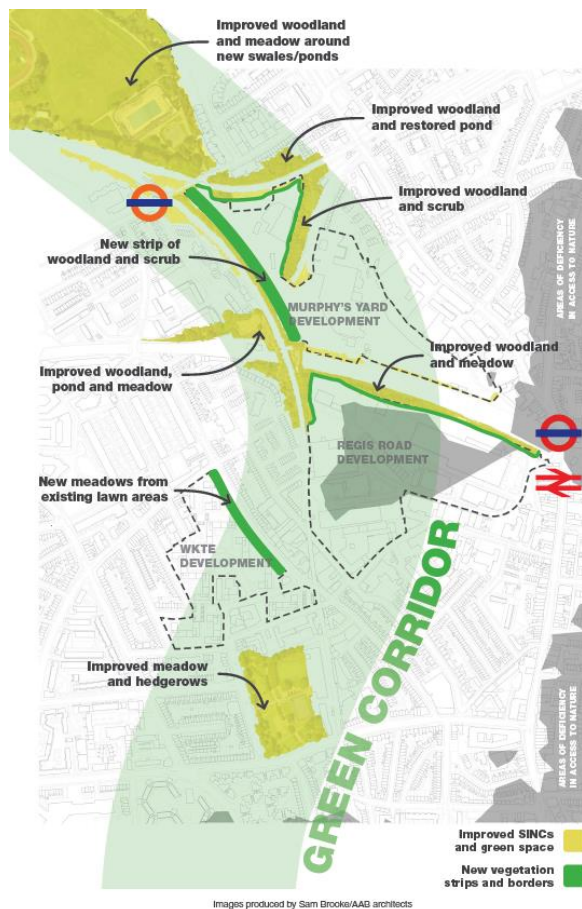 Improved woodland
and meadow around
new swales/ponds
Improved woodland
and restored pond
Improved woodland
and scrub
New strip of
woodland and scrub
MURPHY'S YARD
DEVELOPMENT
AREAS OF DEFICIENCY
IN ACCESS TO NATURE
Improved woodland,
pond and meadow
Improved woodland
and meadow
REGIS ROAD
DEVELOPMENT
New meadows from
existing lawn areas
WKTE
DEVELOPMENT
GREEN CORRIDOR
Improved meadow
and hedgerows
AREAS OF DEFICIENCY
IN ACCESS TO NATURE
Improved SINCs
and green space
New vegetation
strips and borders
Images produced by Sam Brooke/AAB architects